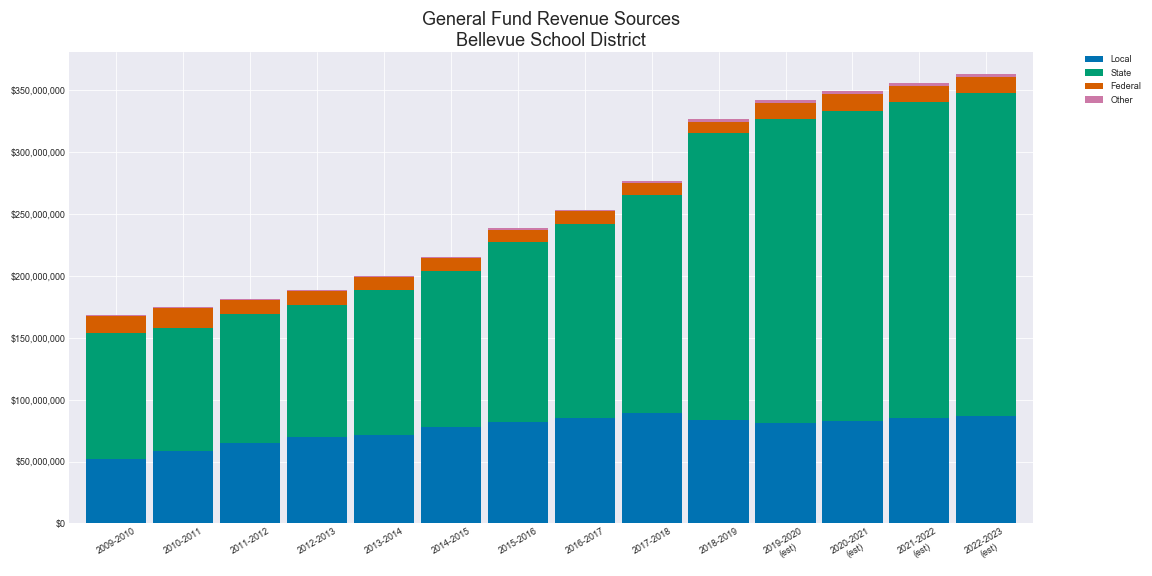 General Fund Revenue Sources
Bellevue School District
Local
State
Federal
Other
$350,000,000
$300,000,000
$250,000,000
$200,000,000
$150,000,000
$100,000,000
$50,000,000
$0
2009-2010
2010-2011
2011-2012
2012-2013
2013-2014
2014-2015
2015-2016
2016-2017
2017-2018
2018-2019
2019-2020
(est)
2020-2021
(est)
2021-2022
(est)
2022-2023
(est)